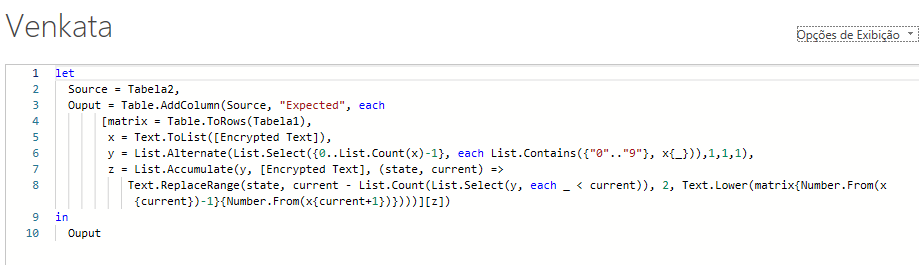 Venkata
Opções de Exibição
1 let
2 Source = Tabela2,
3 Ouput = Table.AddColumn(Source, "Expected", each
4 [matrix = Table.ToRows(Tabela1),
5 x = Text.ToList([Encrypted Text]),
6 y = List.Alternate(List.Select({0..List.Count(x)-1}, each List.Contains({"0".."9"}, x{_})),1,1,1),
7 z = List.Accumulate(y, [Encrypted Text], (state, current) =>
8 Text.ReplaceRange(state, current - List.Count(List.Select(y, each _ < current)), 2, Text.Lower(matrix{Number.From(x
{current})-1}{Number.From(x{current+1})})))][z])
9 in
10 Ouput